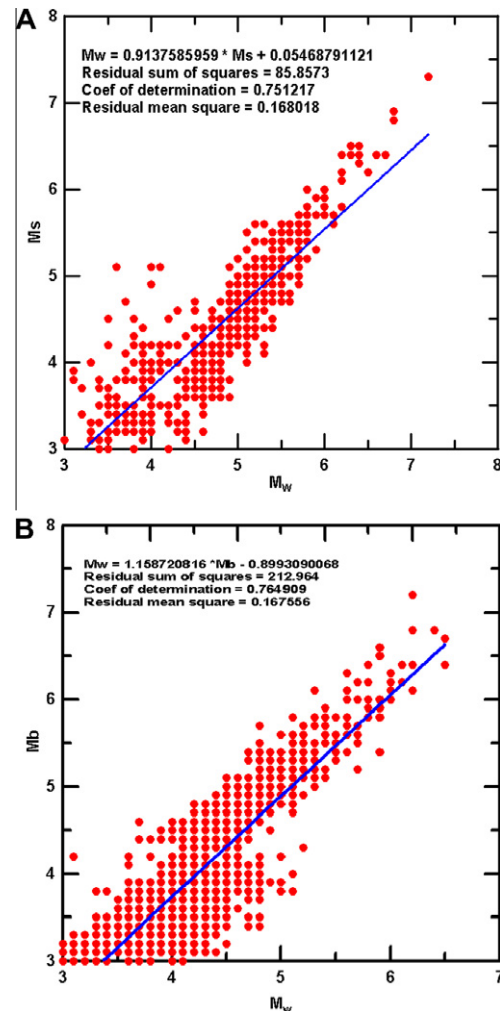 A
8
Mw = 0.9137585959 * Ms + 0.05468791121
Residual sum of squares = 85.8573
Coef of determination = 0.751217
Residual mean square = 0.168018
7
6
Ms
5
4
3
3 4 5 6 7 8
Mw
B
8
Mw = 1.158720816 *Mb - 0.8993090068
Residual sum of squares = 212.964
Coef of determination = 0.764909
Residual mean square = 0.167556
7
6
Mb
5
4
3
3 4 5 6 7
Mw